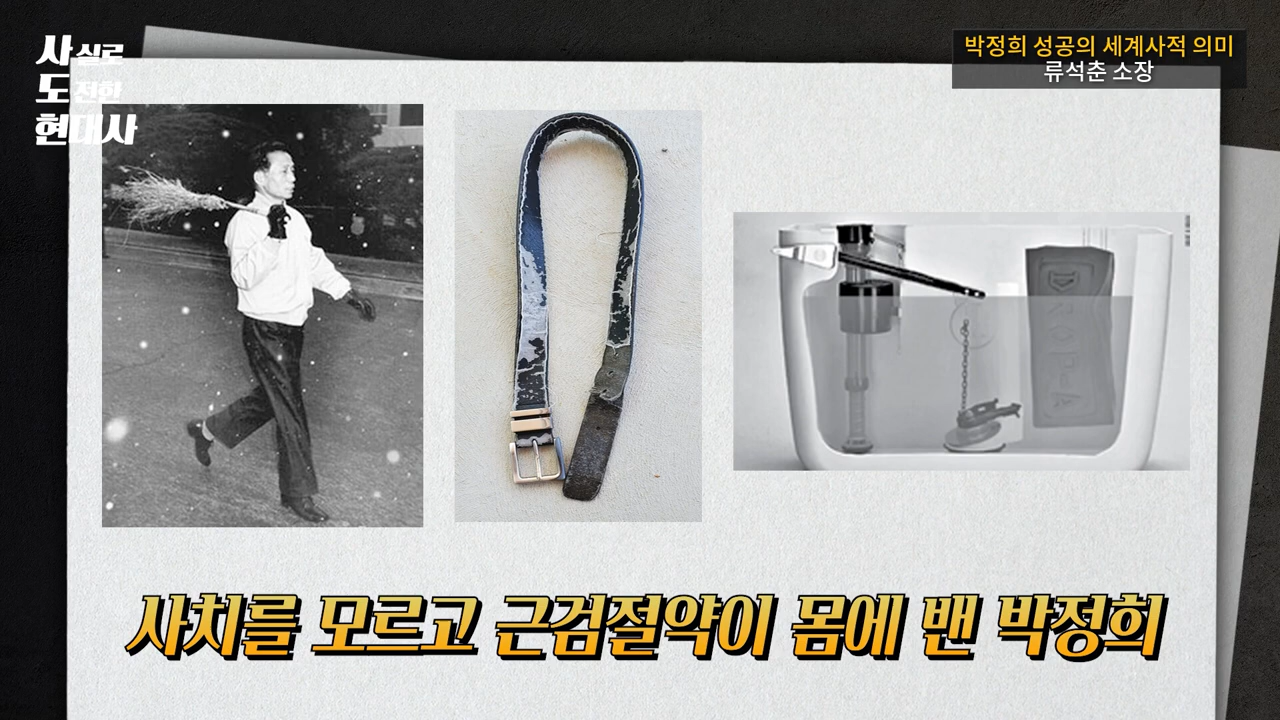 사실로
도전한
현대사
박정희 성공의 세계사적 의미
류석춘 소장
사치를 모르고 근검절약이 몸에 밴 박정희